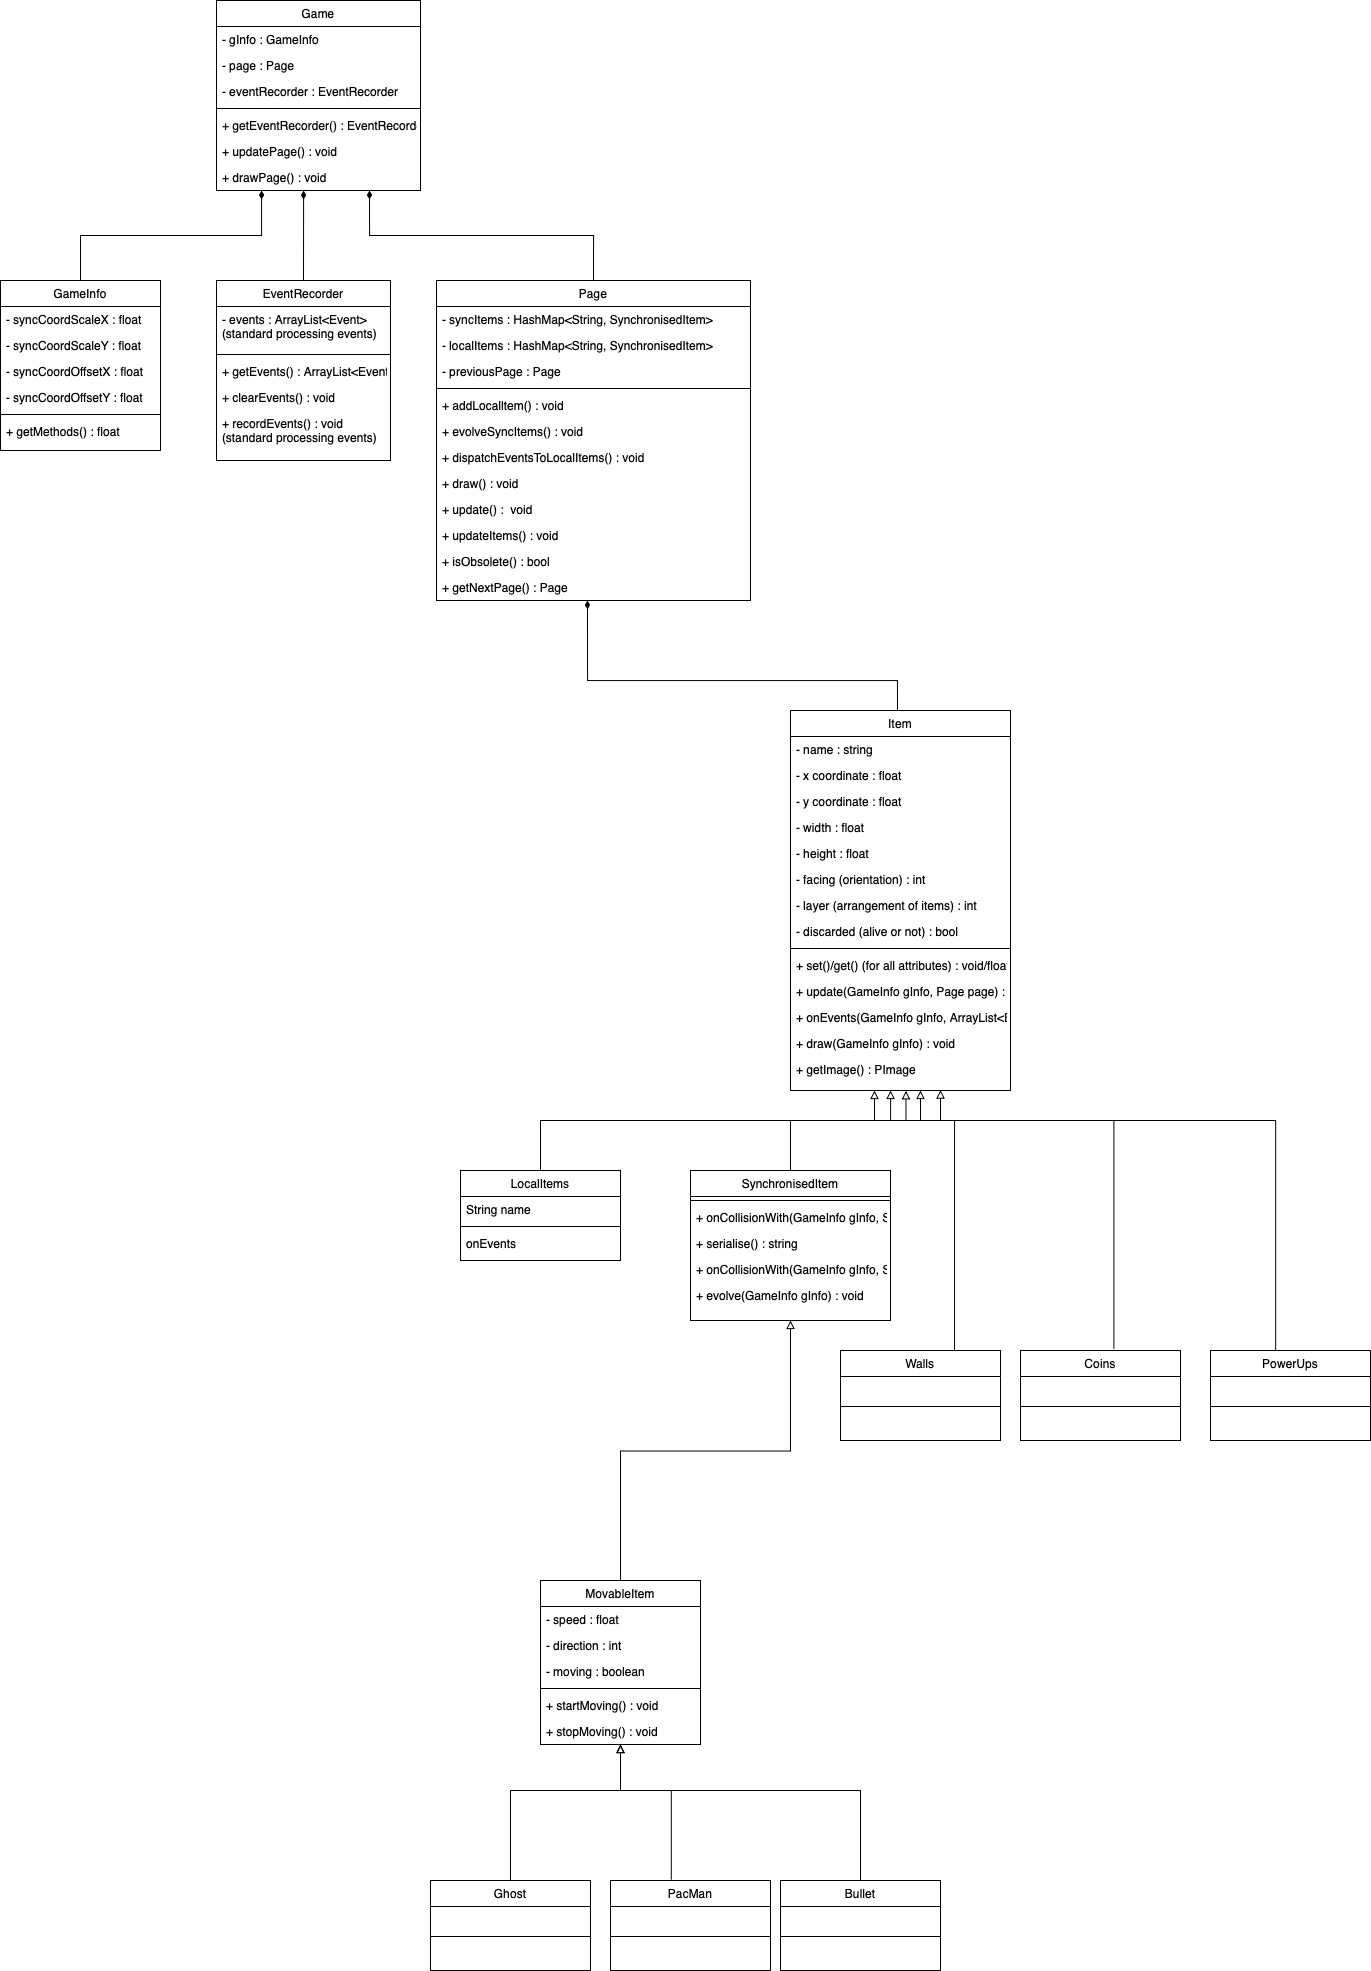 Game
- gInfo : GameInfo
- page : Page
- eventRecorder : EventRecorder
+ getEventRecorder() : EventRecord
+ updatePage() : void
+ drawPage() : void
GameInfo
- syncCoordScaleX : float
- syncCoordScaleY : float
- syncCoordOffsetX : float
- syncCoordOffsetY : float
+ getMethods() : float
EventRecorder
- events : ArrayList<Event>
(standard processing events)
+ getEvents() : ArrayList<Event
+ clearEvents() : void
+ recordEvents() : void
(standard processing events)
Page
- syncItems : HashMap<String, SynchronisedItem>
- localItems : HashMap<String, SynchronisedItem>
- previousPage : Page
+ addLocalItem() : void
+ evolveSyncItems() : void
+ dispatchEventsToLocalItems() : void
+ draw() : void
+ update() :  void
+ updateItems() : void
+ isObsolete() : bool
+ getNextPage() : Page
Item
- name : string
- x coordinate : float
- y coordinate : float
- width : float
- height : float
- facing (orientation) : int
- layer (arrangement of items) : int
- discarded (alive or not) : bool
+ set()/get() (for all attributes) : void/floa
+ update(GameInfo gInfo, Page page) :
+ onEvents(GameInfo gInfo, ArrayList<E
+ draw(GameInfo gInfo) : void
+ getImage() : PImage
LocalItems
String name
onEvents
SynchronisedItem
+ onCollisionWith(GameInfo gInfo, S
+ serialise() : string
+ onCollisionWith(GameInfo gInfo, S
+ evolve(GameInfo gInfo) : void
Walls
Coins
PowerUps
MovableItem
- speed : float
- direction : int
- moving : boolean
+ startMoving() : void
+ stopMoving() : void
Ghost
PacMan
Bullet